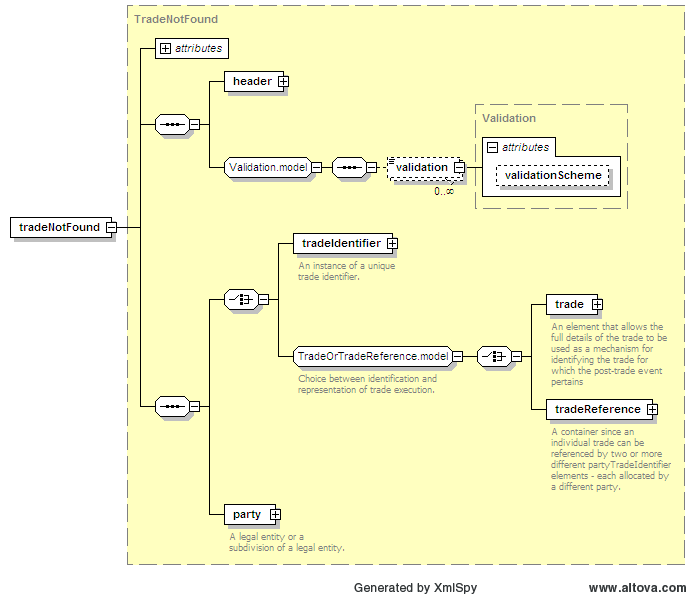 TradeNotFound
attributes
header
Validation
attributes
Validation.model
validation
validationScheme
0..∞
tradeNotFound
tradeIdentifier
An instance of a unique
trade identifier.
trade
An element that allows the
full details of the trade to be
used as a mechanism for
identifying the trade for
which the post-trade event
pertains
TradeOrTradeReference.model
Choice between identification and
representation of trade execution.
tradeReference
A container since an
individual trade can be
referenced by two or more
different partyTradeIdentifier
elements - each allocated by
a different party.
party
A legal entity or a
subdivision of a legal entity.
Generated by XmlSpy
www.altova.com